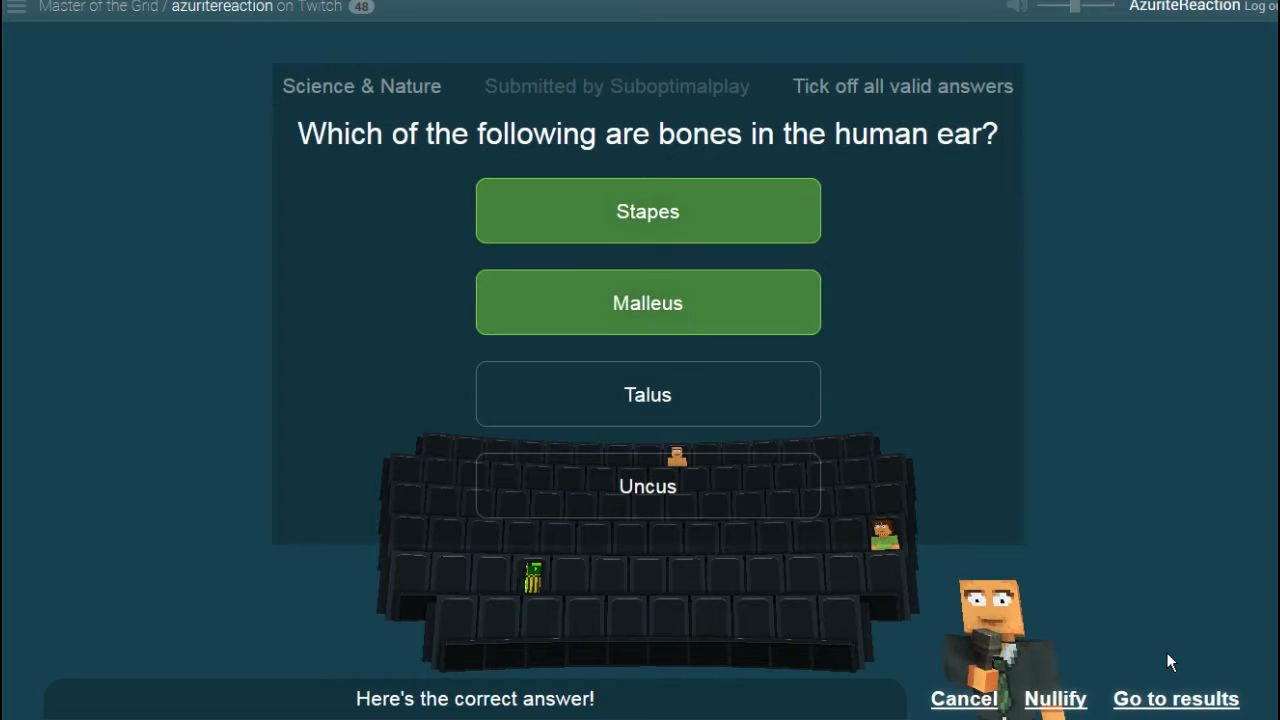 Master of the Grid / azuritereaction on Twitch 48
AzuriteReaction Log o
Science & Nature Submitted by Suboptimalplay Tick off all valid answers
Which of the following are bones in the human ear?
Stapes
Malleus
Talus
Uncus
Here's the correct answer!
Cancel Nullify Go to results